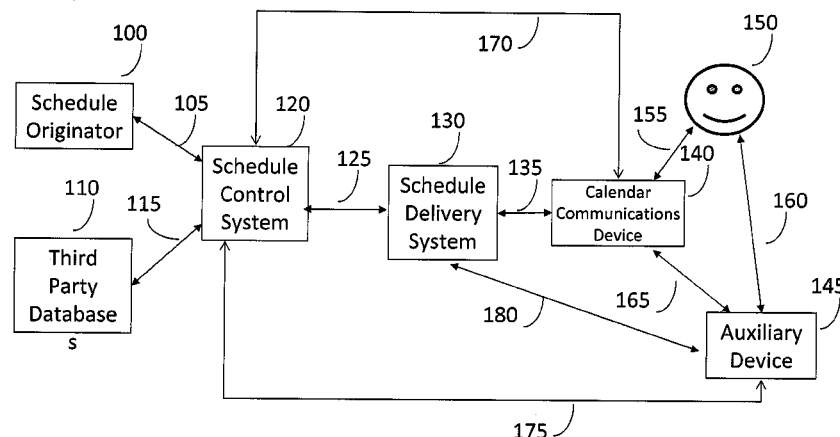 100
Schedule
Originator
105
110
115
Third
Party
Database
s
120
Schedule
Control
System
125
130
Schedule
Delivery
System
135
170
150
155
140
Calendar
Communications
Device
160
165
180
145
Auxiliary
Device
175